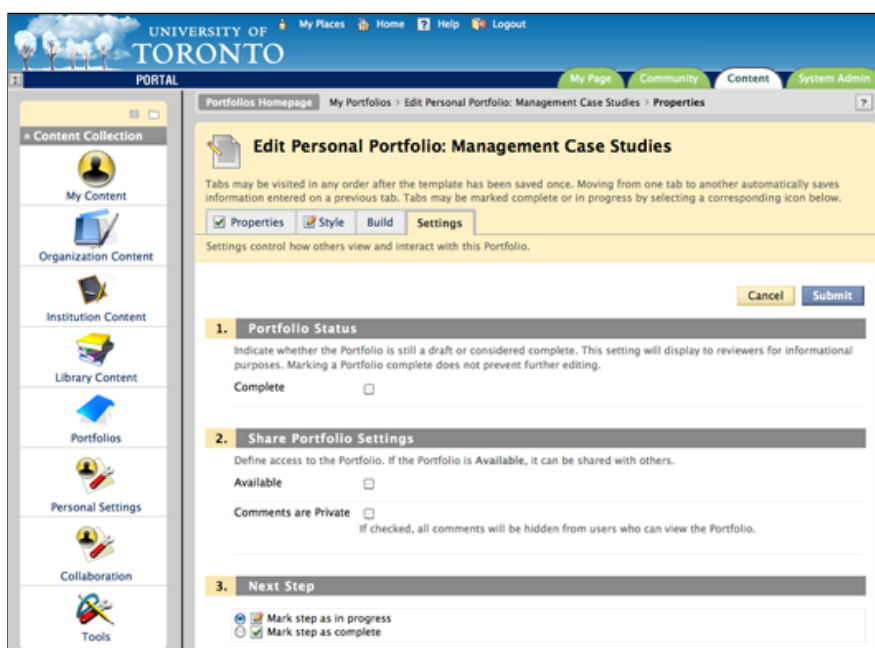 UNIVERSITY OF
TORONTO
My Places Home ? Help Logout
PORTAL
My Page Community Content System Admin
Portfolios Homepage My Portfolios > Edit Personal Portfolio: Management Case Studies > Properties ?
Content Collection
My Content
Organization Content
Institution Content
Library Content
Portfolios
Personal Settings
Collaboration
Tools
Edit Personal Portfolio: Management Case Studies
Tabs may be visited in any order after the template has been saved once. Moving from one tab to another automatically saves
information entered on a previous tab. Tabs may be marked complete or in progress by selecting a corresponding icon below.
Properties Style Build Settings
Settings control how others view and interact with this Portfolio.
Cancel Submit
1. Portfolio Status
Indicate whether the Portfolio is still a draft or considered complete. This setting will display to reviewers for informational
purposes. Marking a Portfolio complete does not prevent further editing.
Complete
2. Share Portfolio Settings
Define access to the Portfolio. If the Portfolio is Available, it can be shared with others.
Available
Comments are Private
If checked, all comments will be hidden from users who can view the Portfolio.
3. Next Step
Mark step as in progress
Mark step as complete